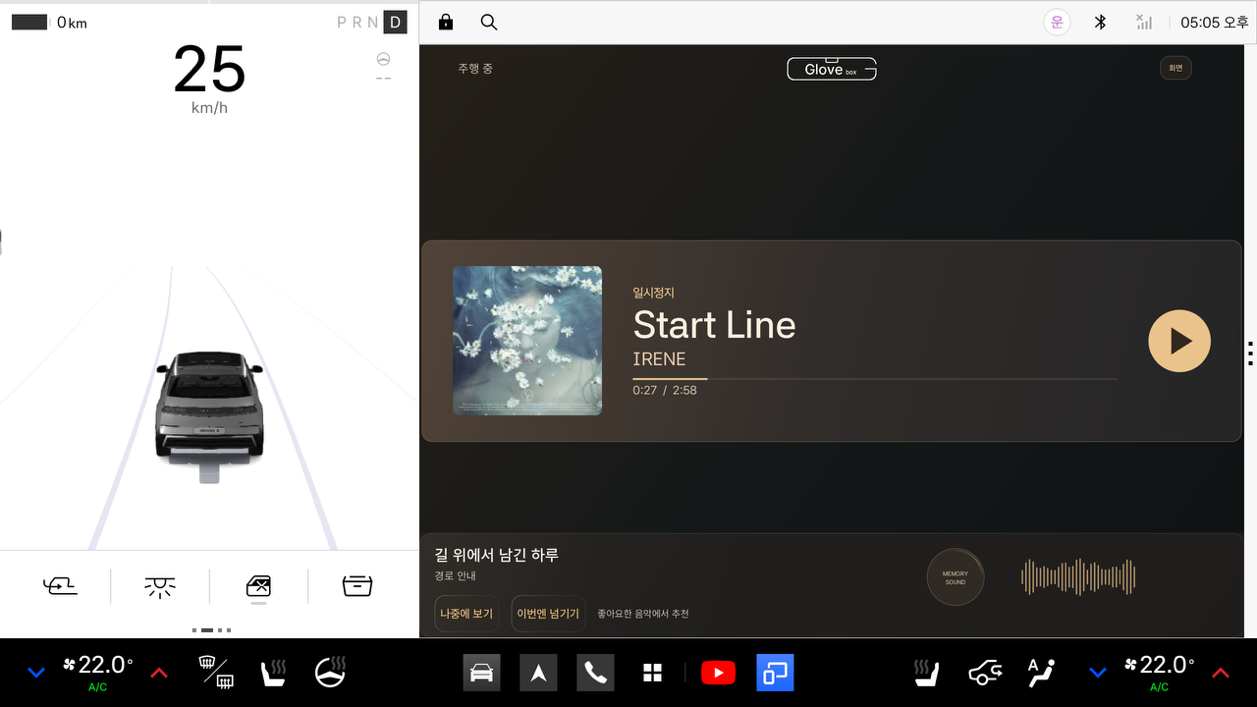 0km
P R N D
25
km/h
운
05:05 오후
주행 중
Glove box
화면
일시정지
Start Line
IRENE
0:27 / 2:58
길 위에서 남긴 하루
경로 안내
나중에 보기
이번엔 넘기기
좋아요한 음악에서 추천
MEMORY
SOUND
22.0°
A/C
A
22.0°
A/C